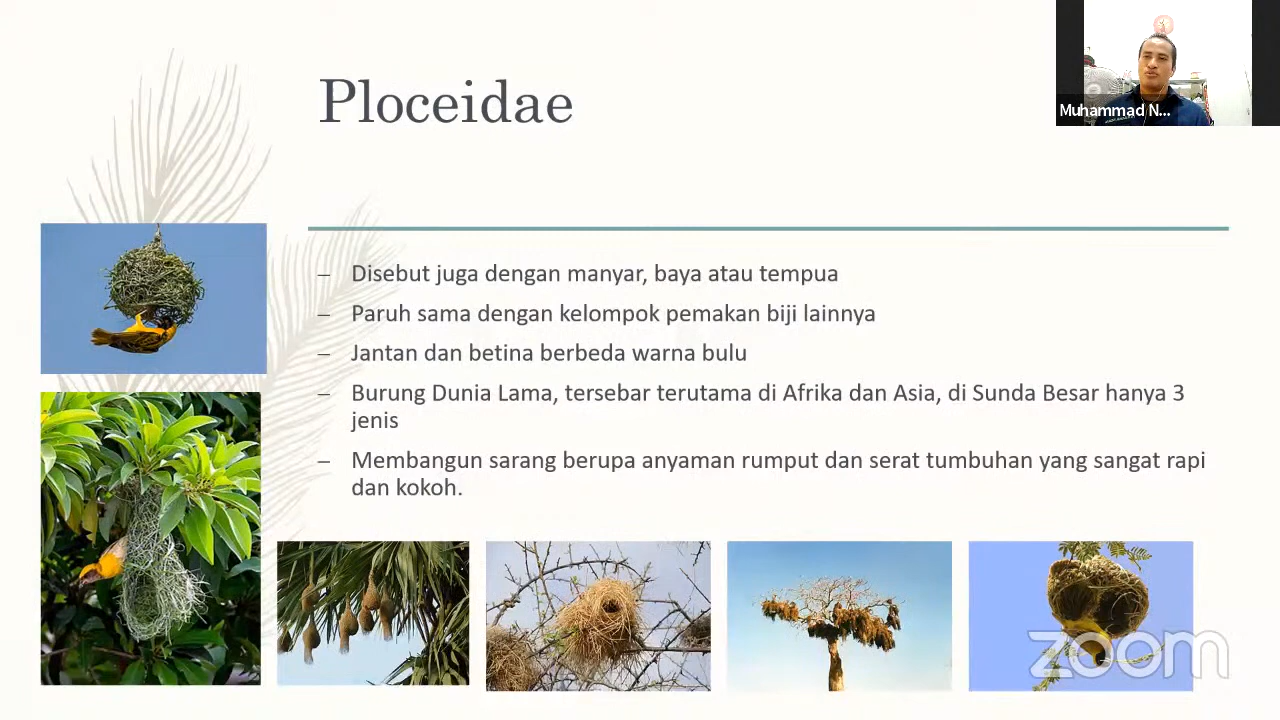 Ploceidae
Muhammad N...
– Disebut juga dengan manyar, baya atau tempua
– Paruh sama dengan kelompok pemakan biji lainnya
– Jantan dan betina berbeda warna bulu
– Burung Dunia Lama, tersebar terutama di Afrika dan Asia, di Sunda Besar hanya 3
jenis
– Membangun sarang berupa anyaman rumput dan serat tumbuhan yang sangat rapi
dan kokoh.
zoom